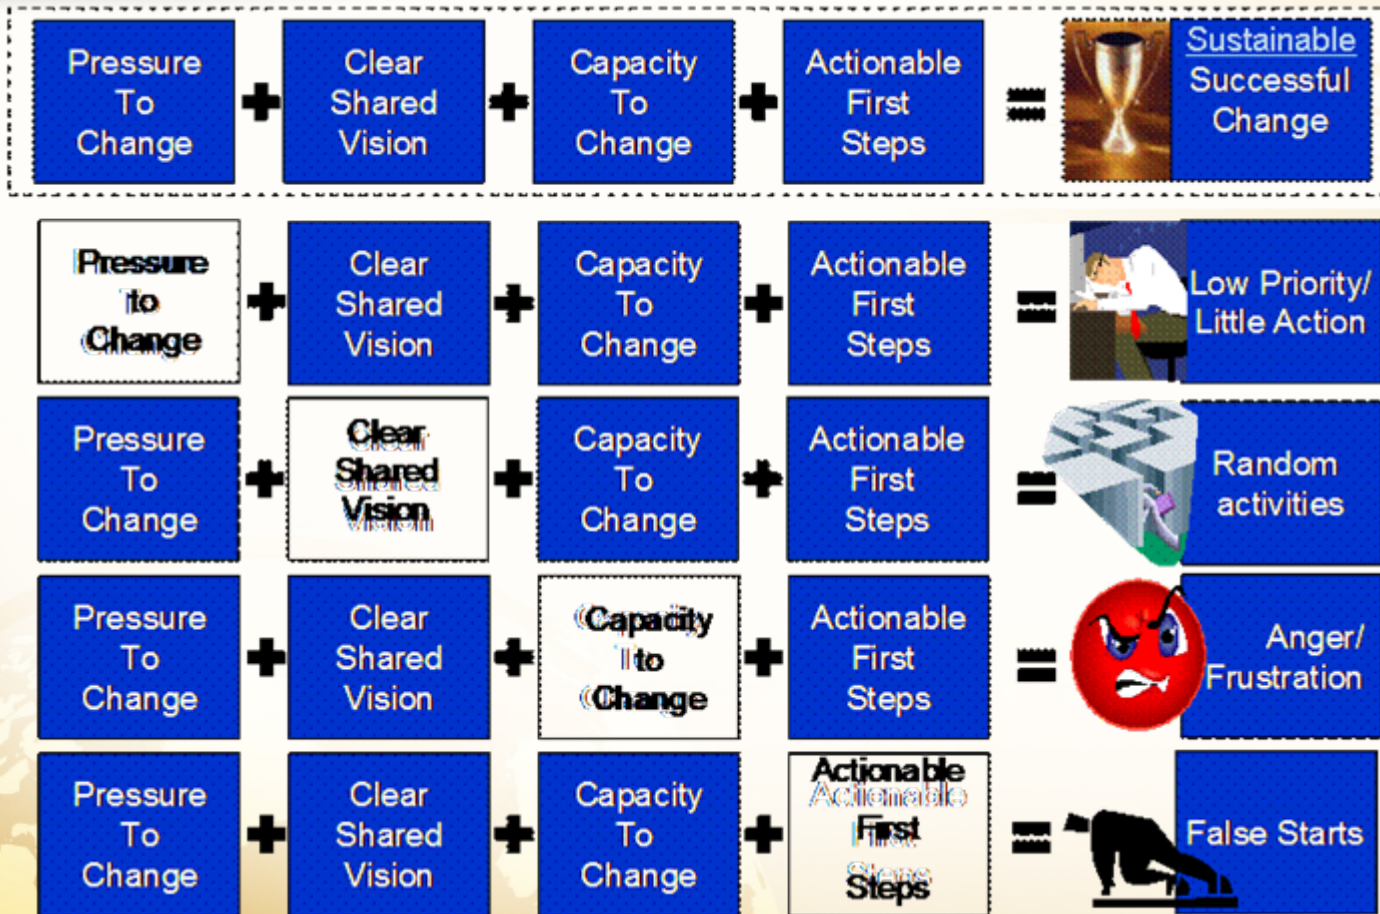 Pressure
To
Change
+
Clear
Shared
Vision
+
Capacity
To
Change
+
Actionable
First
Steps
=
Sustainable
Successful
Change
Pressure
to
Change
+
Clear
Shared
Vision
+
Capacity
To
Change
+
Actionable
First
Steps
=
Low Priority/
Little Action
Pressure
To
Change
+
Clear
Shared
Vision
+
Capacity
To
Change
+
Actionable
First
Steps
=
Random
activities
Pressure
To
Change
+
Clear
Shared
Vision
+
Capacity
to
Change
+
Actionable
First
Steps
=
Anger/
Frustration
Pressure
To
Change
+
Clear
Shared
Vision
+
Capacity
To
Change
+
Actionable
First
Steps
=
False Starts